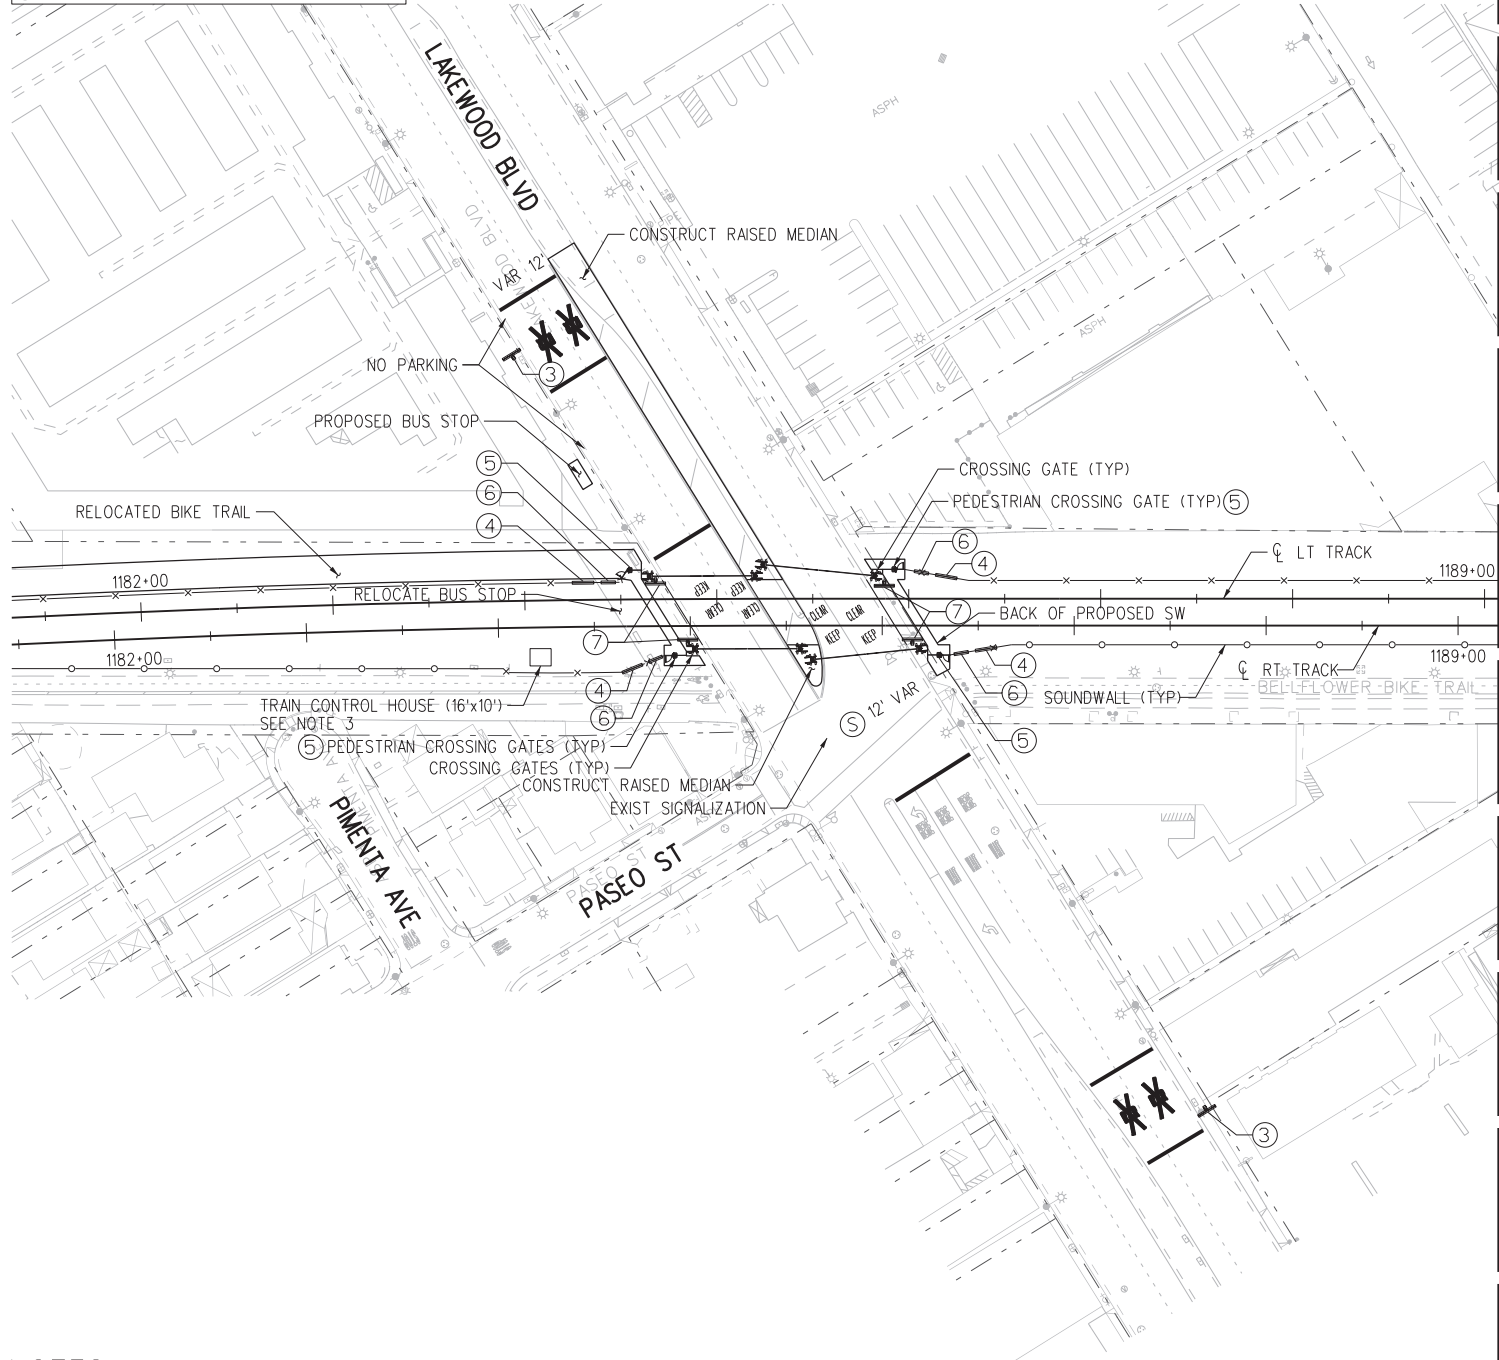 LAKEWOOD BLVD
ASPH
CONSTRUCT RAISED MEDIAN
VAR 12'
NO PARKING
3
ASPH
PROPOSED BUS STOP
5
6
4
CROSSING GATE (TYP)
PEDESTRIAN CROSSING GATE (TYP) 5
RELOCATED BIKE TRAIL
6
4
℄ LT TRACK
1182+00
1189+00
RELOCATE BUS STOP
KEEP KEEP
CLEAR CLEAR
CLEAR CLEAR
KEEP KEEP
7
BACK OF PROPOSED SW
7
1182+00
1189+00
4
℄ RT TRACK
BELLFLOWER BIKE TRAIL
4
6
SOUNDWALL (TYP)
TRAIN CONTROL HOUSE (16'x10')
SEE NOTE 3
6
S 12' VAR
5
5 PEDESTRIAN CROSSING GATES (TYP)
CROSSING GATES (TYP)
CONSTRUCT RAISED MEDIAN
EXIST SIGNALIZATION
PIMENTA AVE
PASEO ST
PASEO ST
3